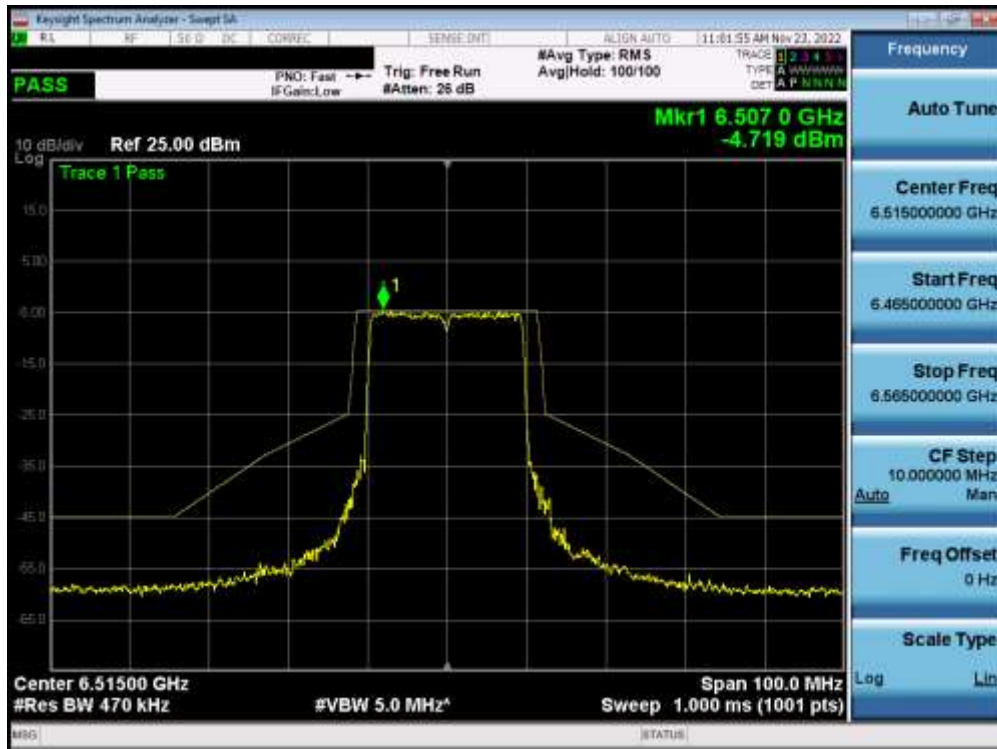 Keysight Spectrum Analyzer - Swept SA
RL RF 50 Ω DC CORREC SENSE:INT ALIGN AUTO 11:01:55 AM Nov 23, 2022
PASS
PNO: Fast
IFGain:Low
Trig: Free Run
#Atten: 26 dB
#Avg Type: RMS
Avg|Hold: 100/100
TRACE 1 2 3 4 5 6
TYPE A WWWWW
DET A P N N N N
Mkr1 6.507 0 GHz
-4.719 dBm
10 dB/div Ref 25.00 dBm
Log
Trace 1 Pass
15.0
5.00
-5.00
-15.0
-25.0
-35.0
-45.0
-55.0
-65.0
1
Center 6.51500 GHz
Span 100.0 MHz
#Res BW 470 kHz
#VBW 5.0 MHz*
Sweep 1.000 ms (1001 pts)
MSG
STATUS
Frequency
Auto Tune
Center Freq
6.515000000 GHz
Start Freq
6.465000000 GHz
Stop Freq
6.565000000 GHz
CF Step
10.000000 MHz
Auto Man
Freq Offset
0 Hz
Scale Type
Log Lin